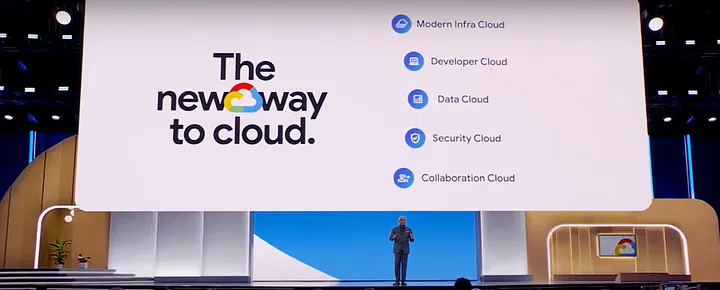 The
new way
to cloud.
Modern Infra Cloud
Developer Cloud
Data Cloud
Security Cloud
Collaboration Cloud